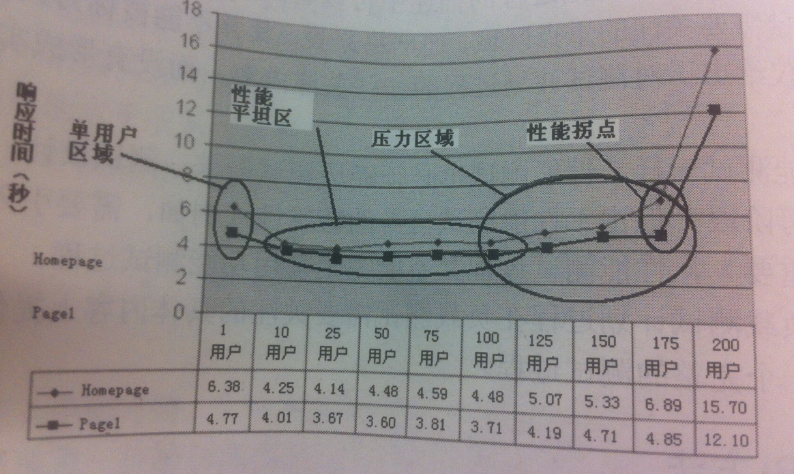 18
16
14
12
10
8
6
4
2
0
响应时间（秒）
单用户
区域
性能
平坦区
压力区域
性能拐点
Homepage
Page1
1 10 25 50 75 100 125 150 175 200
用户 用户 用户 用户 用户 用户 用户 用户 用户 用户
Homepage 6.38 4.25 4.14 4.48 4.59 4.48 5.07 5.33 6.89 15.70
Page1 4.77 4.01 3.67 3.60 3.81 3.71 4.19 4.71 4.85 12.10